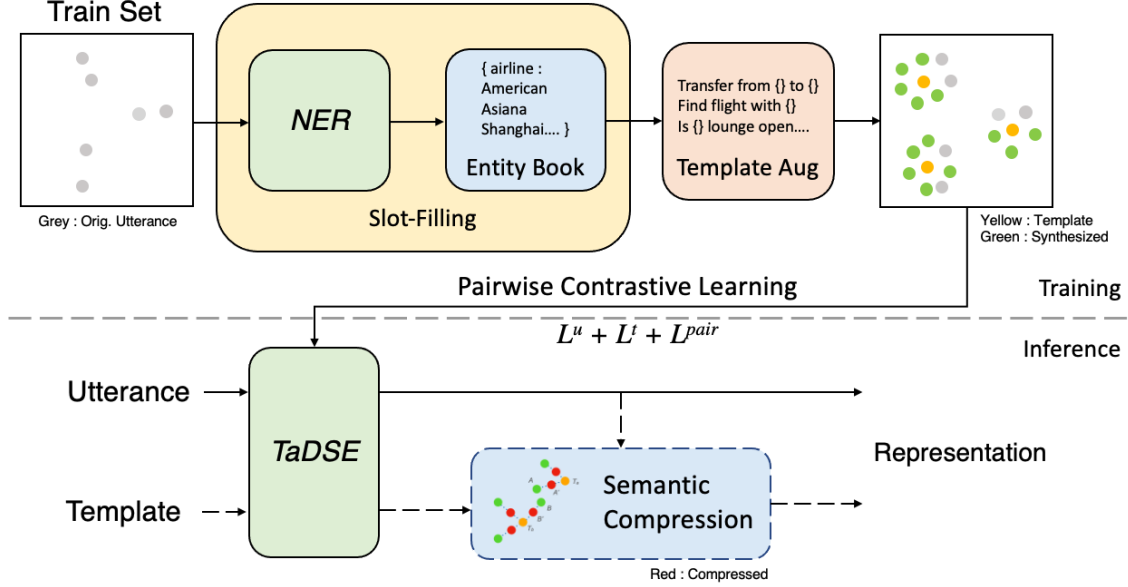 Train Set
Grey : Orig. Utterance
NER
{ airline :
American
Asiana
Shanghai.... }
Entity Book
Slot-Filling
Transfer from {} to {}
Find flight with {}
Is {} lounge open....
Template Aug
Yellow : Template
Green : Synthesized
Pairwise Contrastive Learning
Training
L^u + L^t + L^pair
Inference
Utterance
Template
TaDSE
A
A'
B
B'
Semantic
Compression
Representation
Red : Compressed